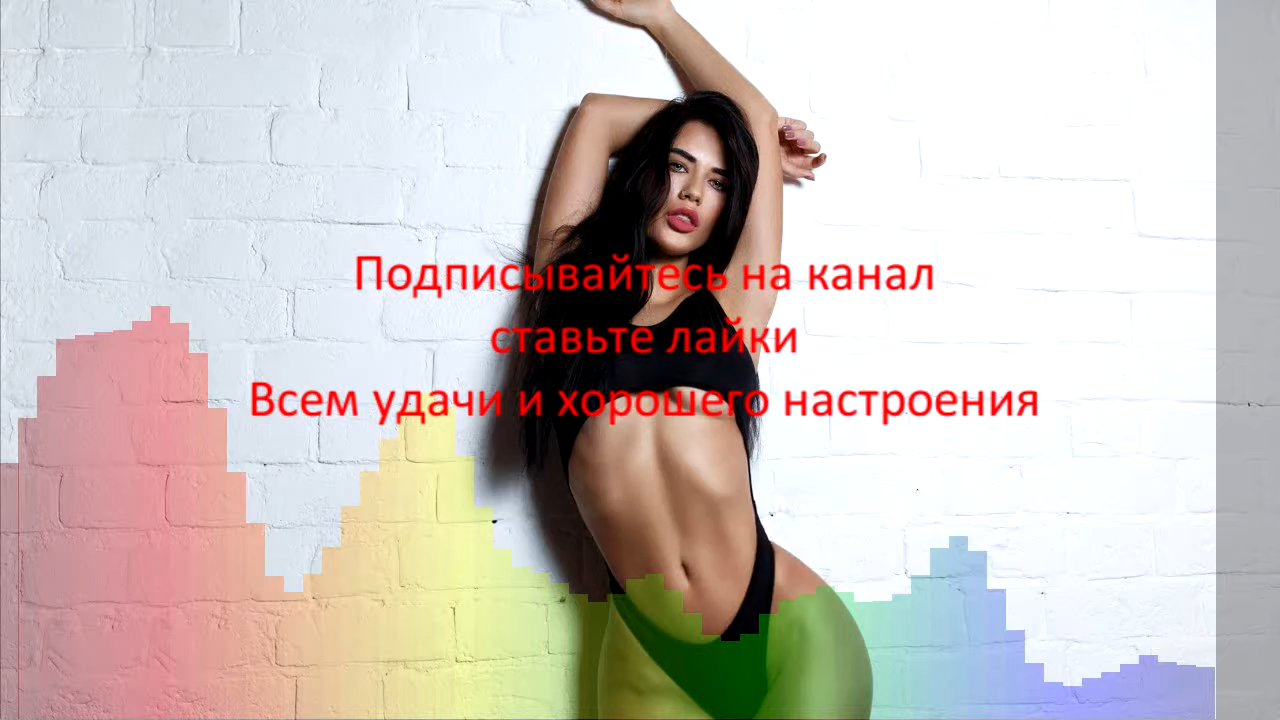 Подписывайтесь на канал
ставьте лайки
Всем удачи и хорошего настроения